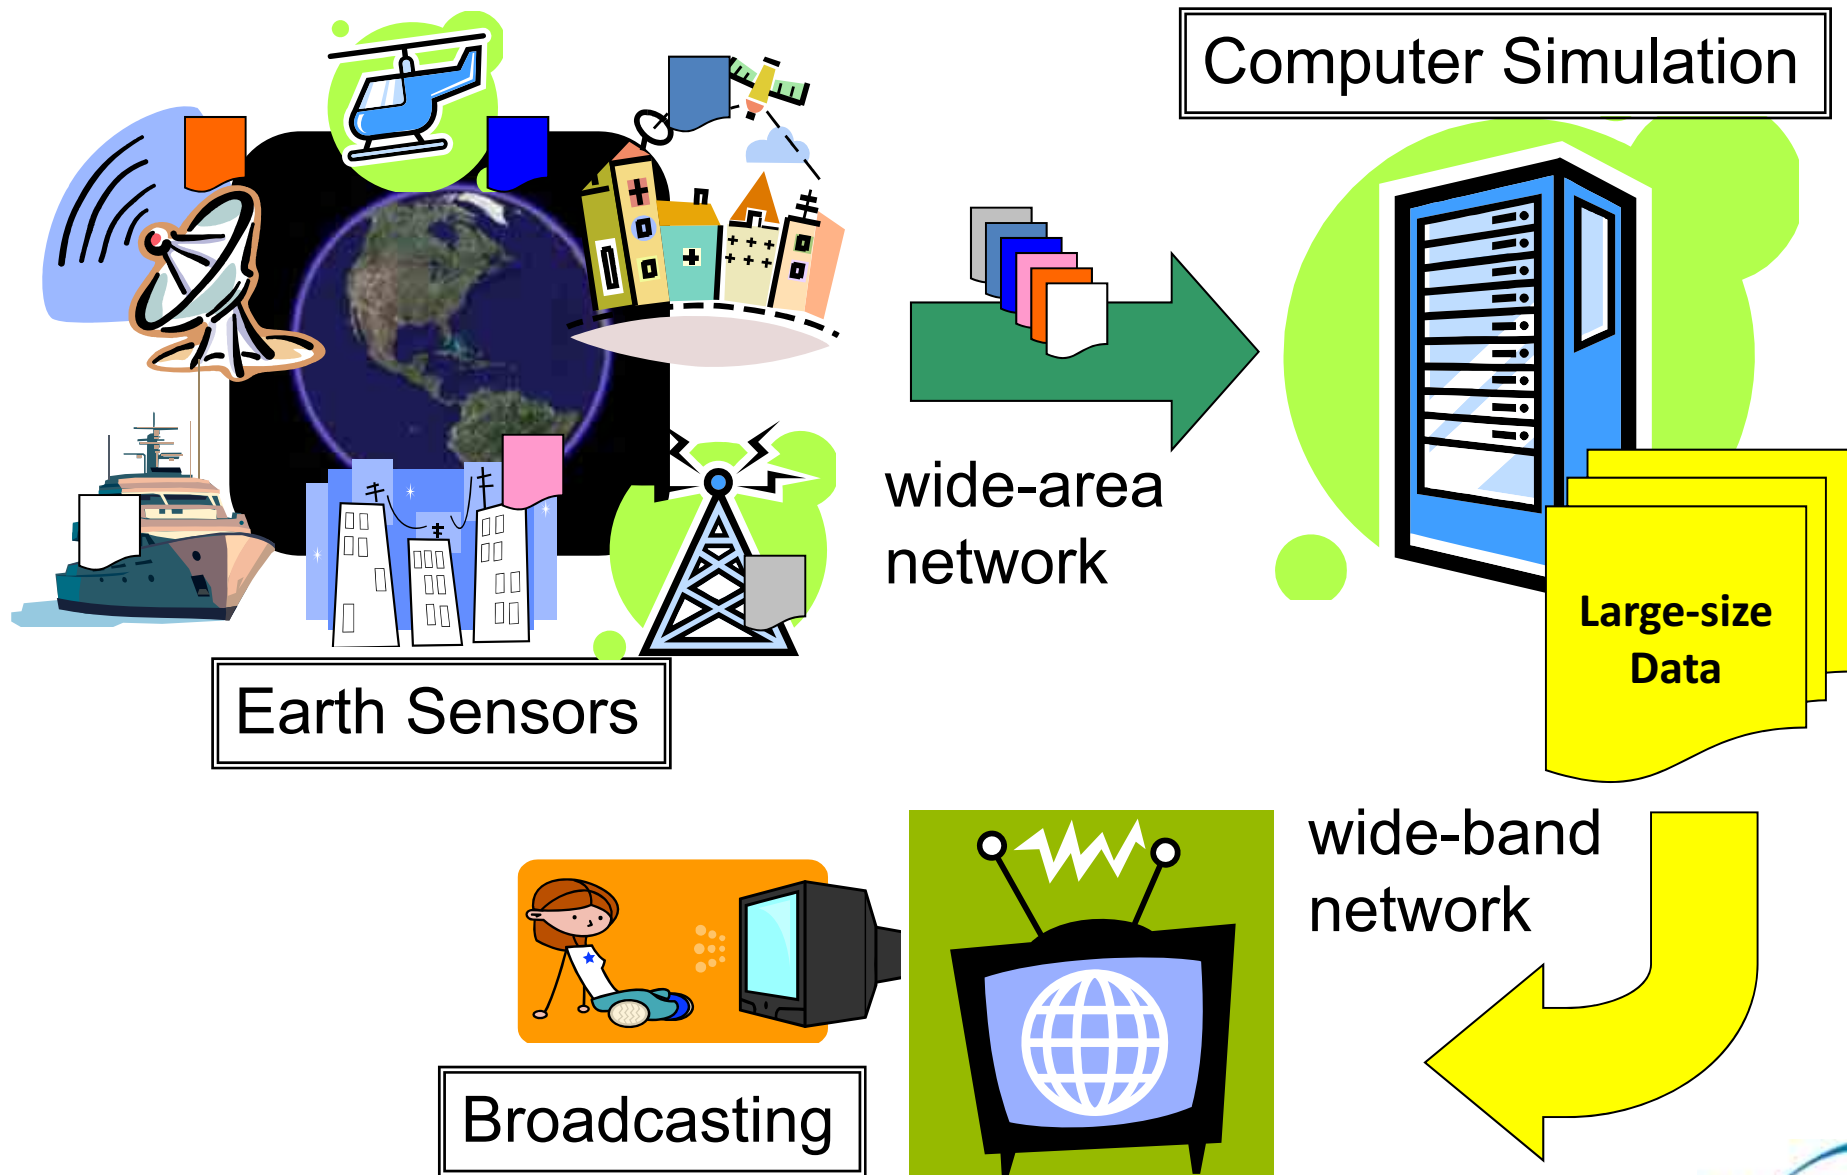 Computer Simulation
wide-area
network
Large-size
Data
Earth Sensors
wide-band
network
Broadcasting